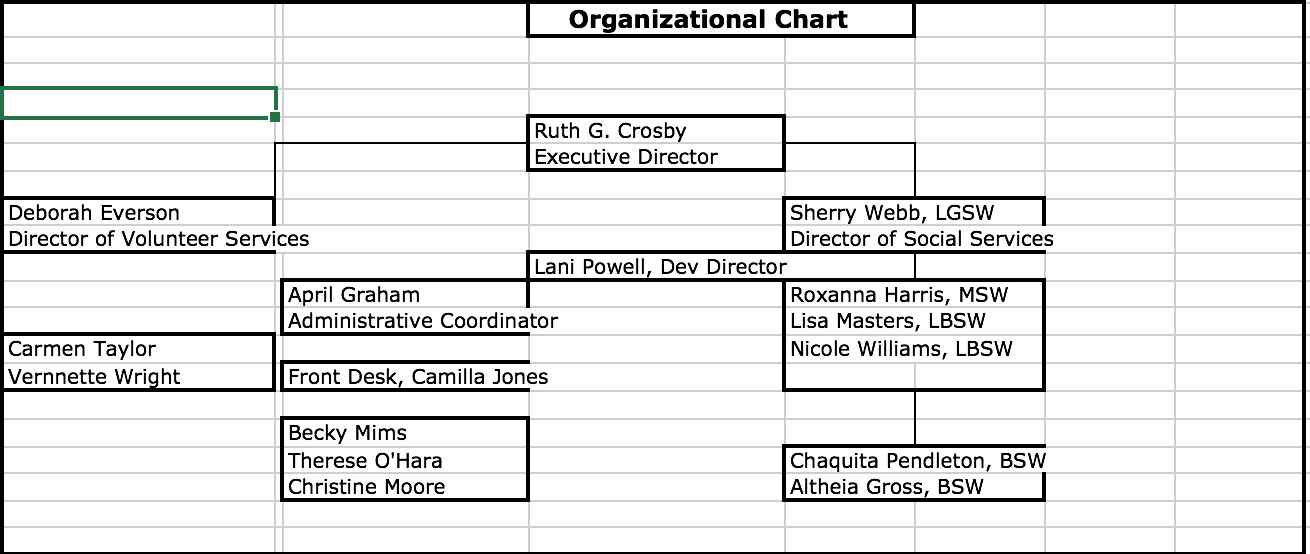 Organizational Chart
Ruth G. Crosby
Executive Director
Deborah Everson
Director of Volunteer Services
Sherry Webb, LGSW
Director of Social Services
Lani Powell, Dev Director
April Graham
Administrative Coordinator
Roxanna Harris, MSW
Lisa Masters, LBSW
Nicole Williams, LBSW
Carmen Taylor
Vernnette Wright
Front Desk, Camilla Jones
Becky Mims
Therese O'Hara
Christine Moore
Chaquita Pendleton, BSW
Altheia Gross, BSW